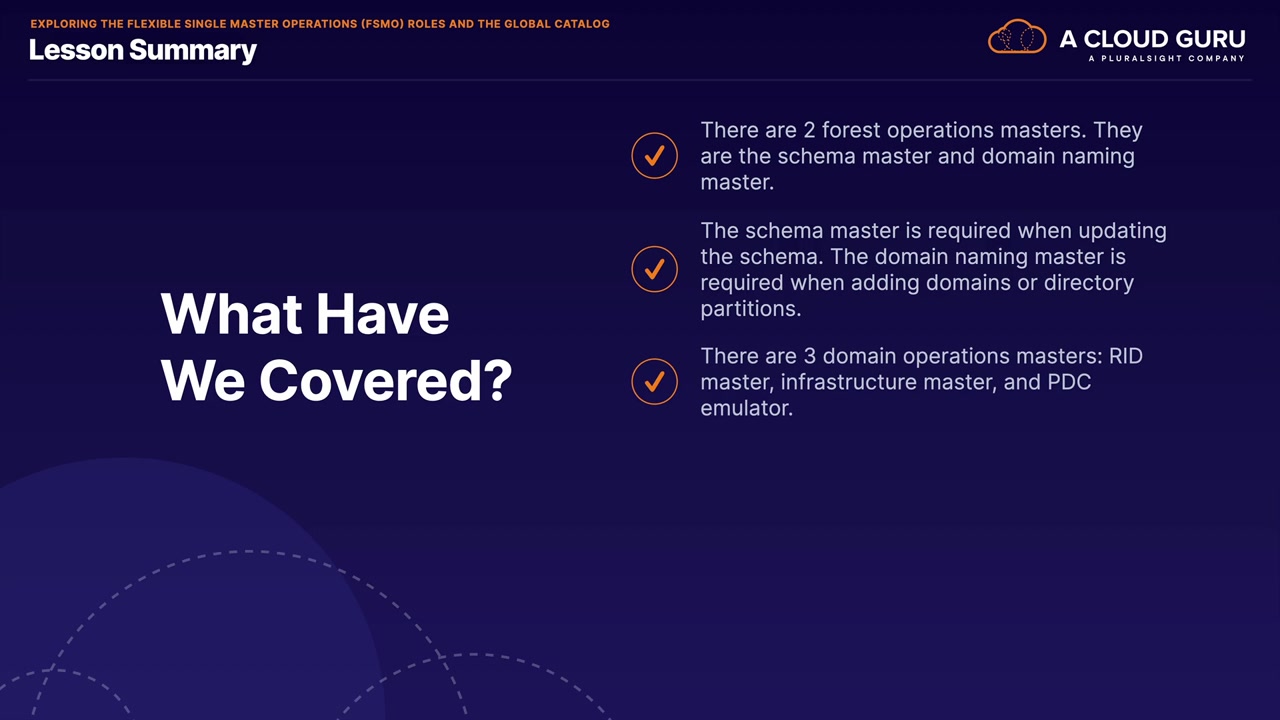 EXPLORING THE FLEXIBLE SINGLE MASTER OPERATIONS (FSMO) ROLES AND THE GLOBAL CATALOG
Lesson Summary
A CLOUD GURU
A PLURALSIGHT COMPANY
What Have
We Covered?
There are 2 forest operations masters. They
are the schema master and domain naming
master.
The schema master is required when updating
the schema. The domain naming master is
required when adding domains or directory
partitions.
There are 3 domain operations masters: RID
master, infrastructure master, and PDC
emulator.